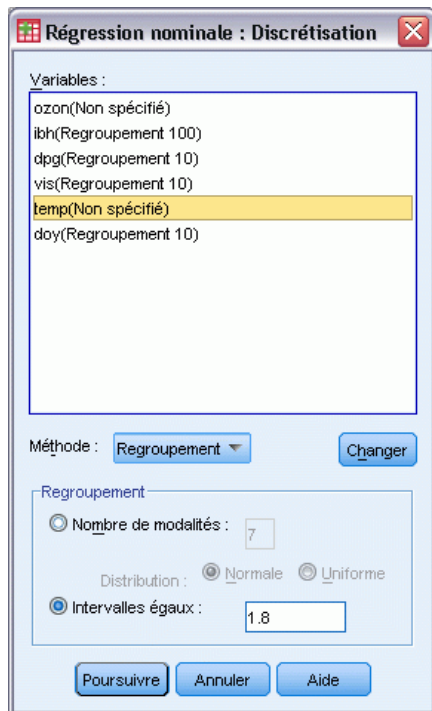 Régression nominale : Discrétisation
Variables :
ozon(Non spécifié)
ibh(Regroupement 100)
dpg(Regroupement 10)
vis(Regroupement 10)
temp(Non spécifié)
doy(Regroupement 10)
Méthode : Regroupement Changer
Regroupement
Nombre de modalités : 7
Distribution : Normale Uniforme
Intervalles égaux : 1.8
Poursuivre Annuler Aide